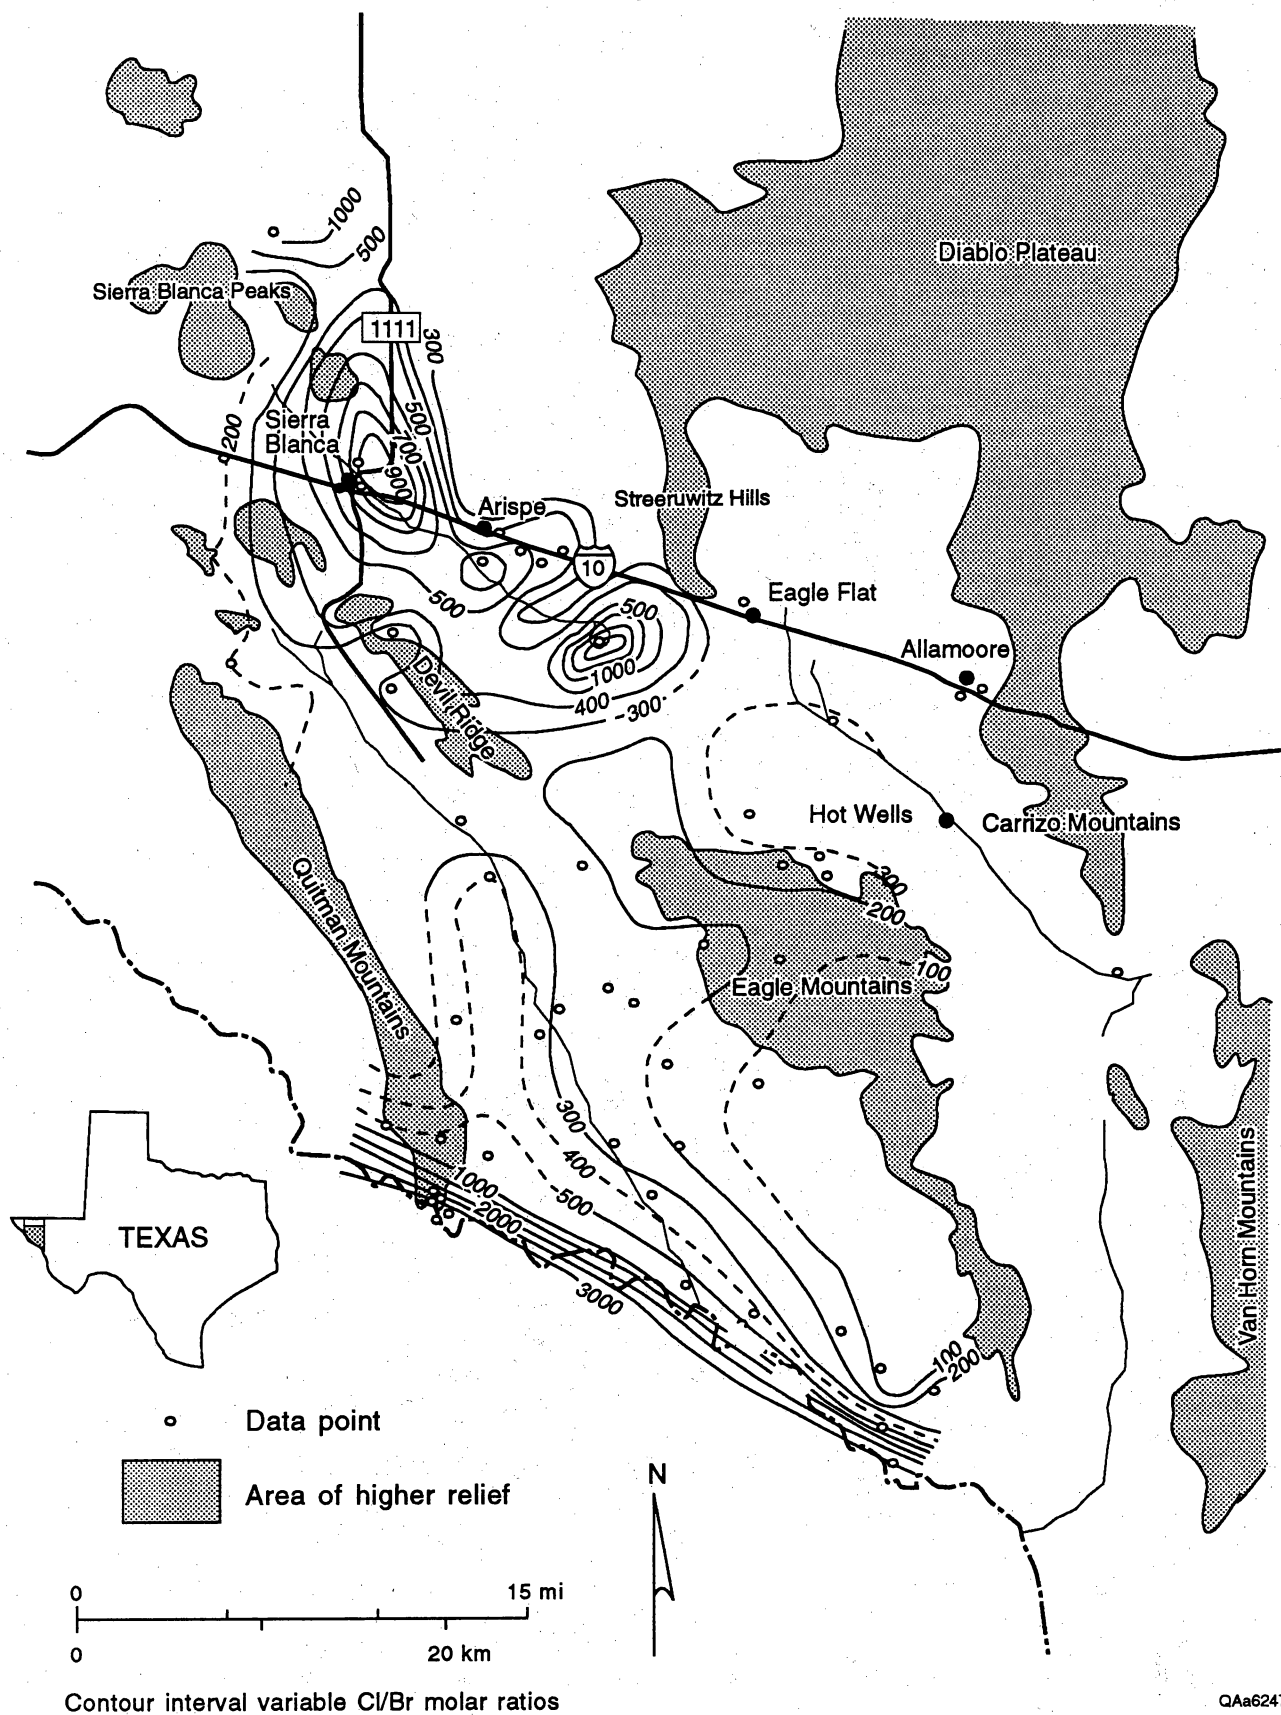 1000
500
Diablo Plateau
Sierra Blanca Peaks
1111
300
500
200
Sierra
Blanca
700
900
Arispe
Streeruwitz Hills
10
Eagle Flat
500
500
Allamoore
1000
Devil Ridge
400
300
Hot Wells
Carrizo Mountains
300
200
Quitman Mountains
100
Eagle Mountains
300
400
1000
500
2000
TEXAS
3000
Van Horn Mountains
100
200
Data point
N
Area of higher relief
0
15 mi
0
20 km
Contour interval variable Cl/Br molar ratios
QAa6247